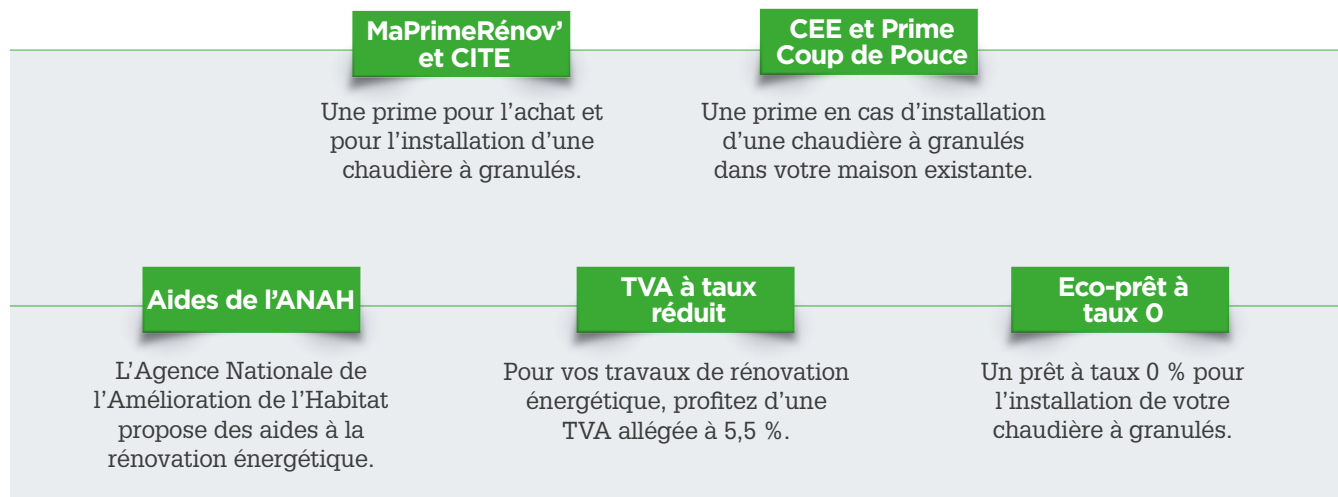 MaPrimeRénov’
et CITE
Une prime pour l’achat et
pour l’installation d’une
chaudière à granulés.
CEE et Prime
Coup de Pouce
Une prime en cas d’installation
d’une chaudière à granulés
dans votre maison existante.
Aides de l’ANAH
L’Agence Nationale de
l’Amélioration de l’Habitat
propose des aides à la
rénovation énergétique.
TVA à taux
réduit
Pour vos travaux de rénovation
énergétique, profitez d’une
TVA allégée à 5,5 %.
Eco-prêt à
taux 0
Un prêt à taux 0 % pour
l’installation de votre
chaudière à granulés.